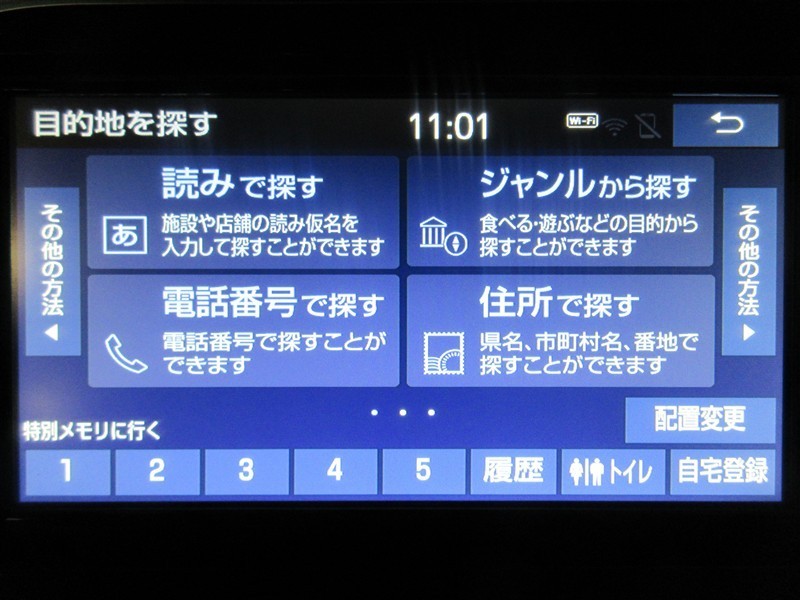 目的地を探す
11:01
Wi-Fi
読みで探す
あ
施設や店舗の読み仮名を
入力して探すことができます
ジャンルから探す
食べる・遊ぶなどの目的から
探すことができます
その他の方法
その他の方法
電話番号で探す
電話番号で探すことが
できます
住所で探す
県名、市町村名、番地で
探すことができます
配置変更
特別メモリに行く
1 2 3 4 5 履歴 トイレ 自宅登録